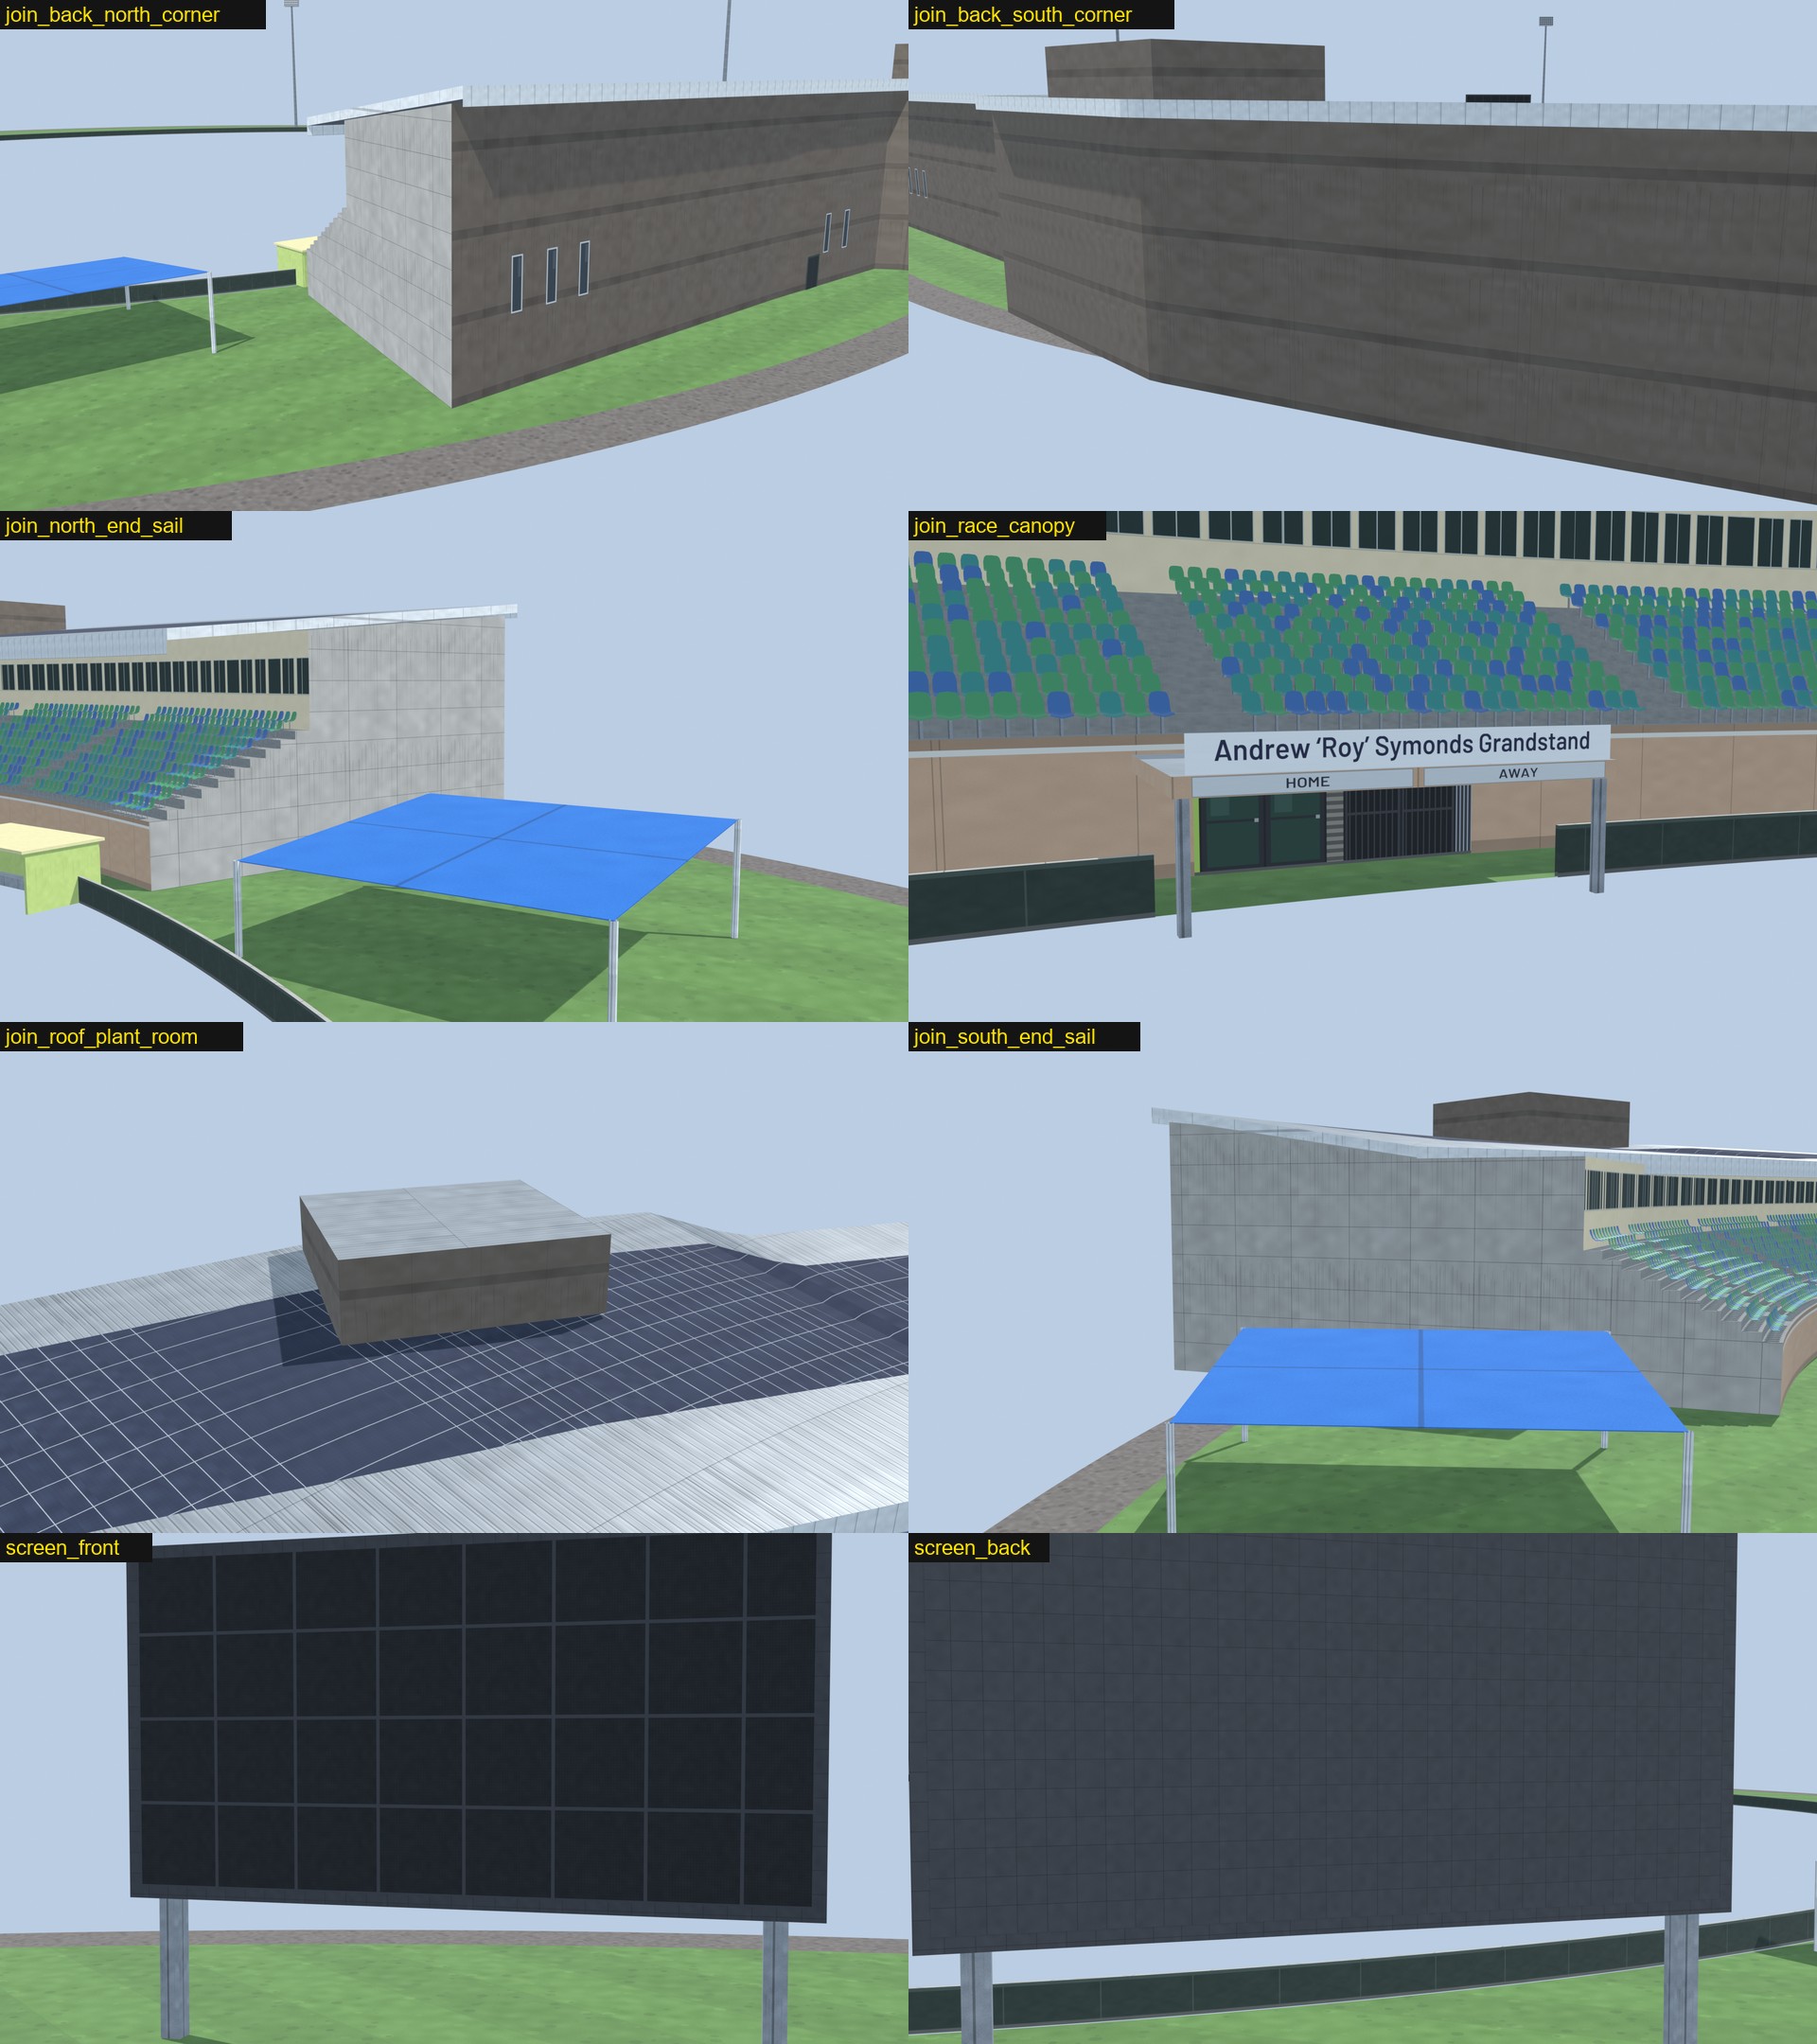 join_back_north_corner
join_back_south_corner
join_north_end_sail
join_race_canopy
Andrew ‘Roy’ Symonds Grandstand
HOME
AWAY
join_roof_plant_room
join_south_end_sail
screen_front
screen_back